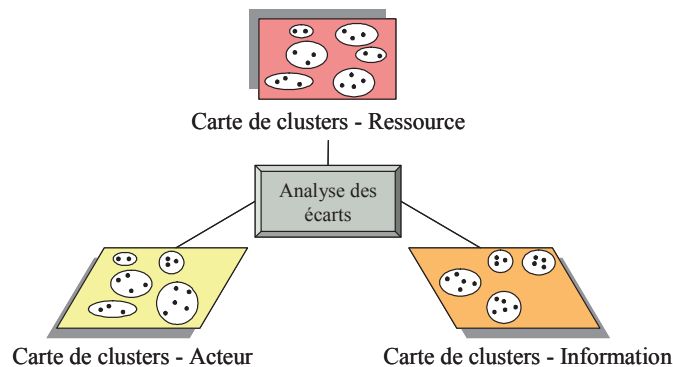 Carte de clusters - Ressource
Analyse des
écarts
Carte de clusters - Acteur
Carte de clusters - Information